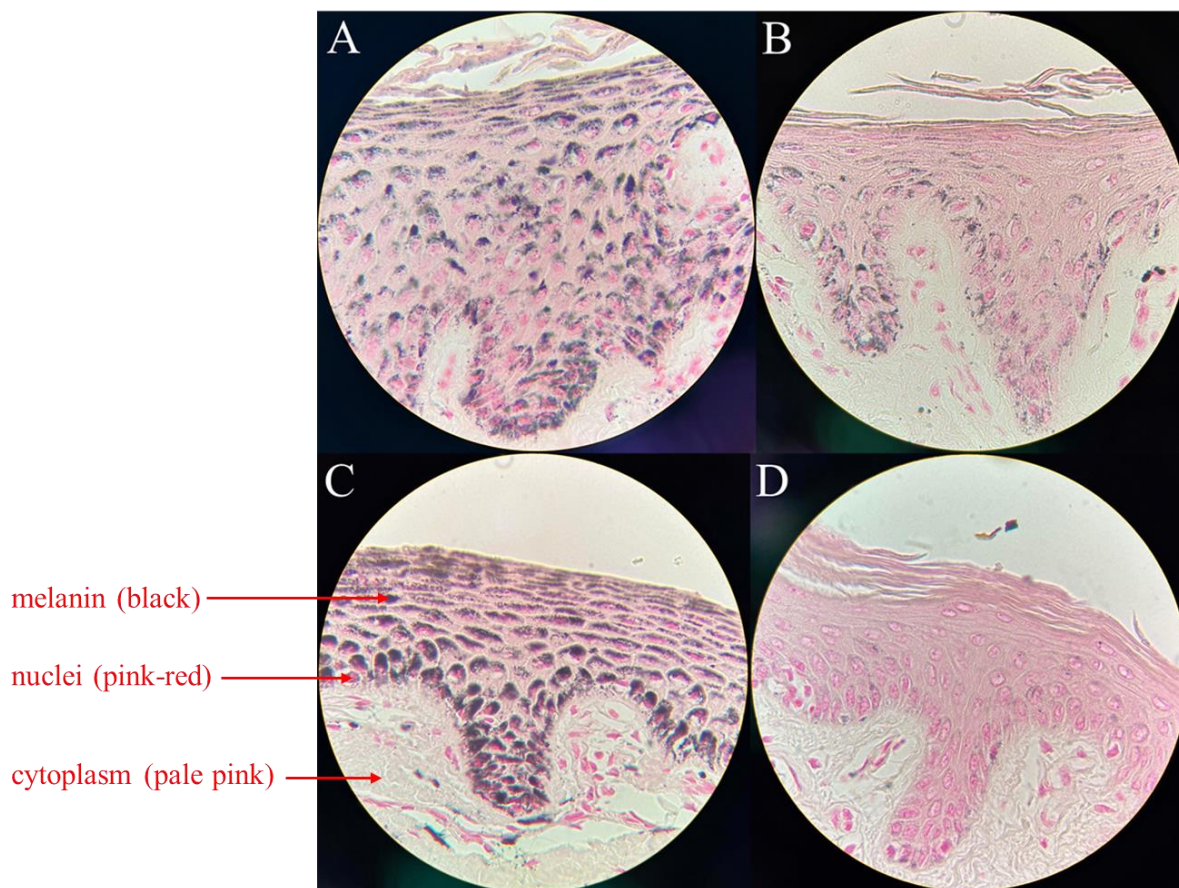 A
B
C
D
melanin (black)
nuclei (pink-red)
cytoplasm (pale pink)